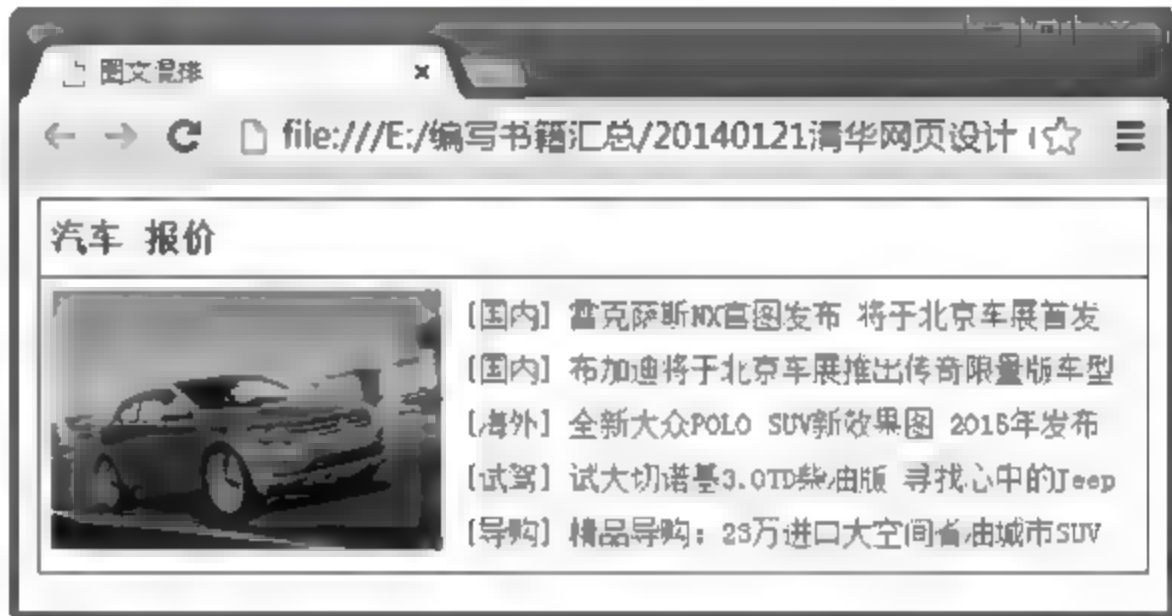 图文混排
file:///E:/编写书籍汇总/20140121清华网页设计
汽车 报价
[国内] 雷克萨斯NX官图发布 将于北京车展首发
[国内] 布加迪将于北京车展推出传奇限量版车型
[海外] 全新大众POLO SUV新效果图 2015年发布
[试驾] 试大切诺基3.0TD柴油版 寻找心中的Jeep
[导购] 精品导购：23万进口大空间省油城市SUV